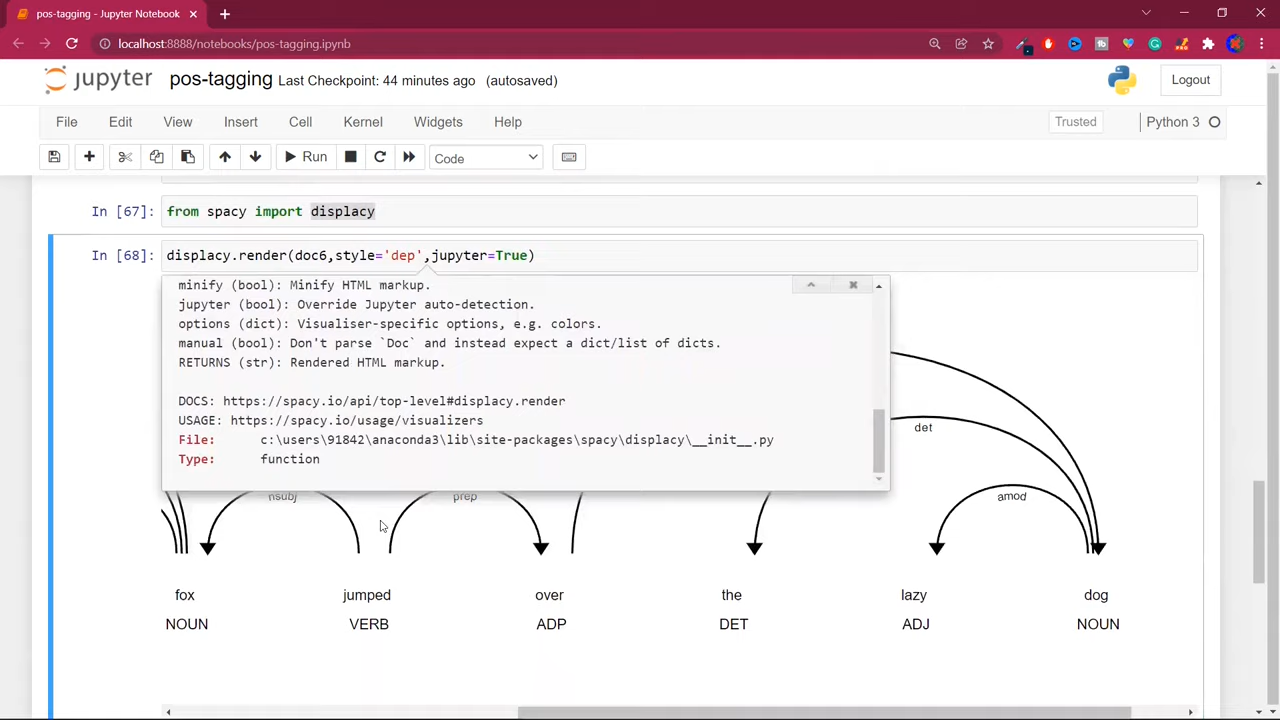 pos-tagging - Jupyter Notebook
localhost:8888/notebooks/pos-tagging.ipynb
jupyter pos-tagging Last Checkpoint: 44 minutes ago (autosaved)
Logout
File Edit View Insert Cell Kernel Widgets Help
Trusted
Python 3
Run
Code
In [67]: from spacy import displacy
In [68]: displacy.render(doc6,style='dep',jupyter=True)
minify (bool): Minify HTML markup.
jupyter (bool): Override Jupyter auto-detection.
options (dict): Visualiser-specific options, e.g. colors.
manual (bool): Don't parse `Doc` and instead expect a dict/list of dicts.
RETURNS (str): Rendered HTML markup.
DOCS: https://spacy.io/api/top-level#displacy.render
USAGE: https://spacy.io/usage/visualizers
File: c:\users\91842\anaconda3\lib\site-packages\spacy\displacy\__init__.py
Type: function
det
nsubj prep amod
fox jumped over the lazy dog
NOUN VERB ADP DET ADJ NOUN